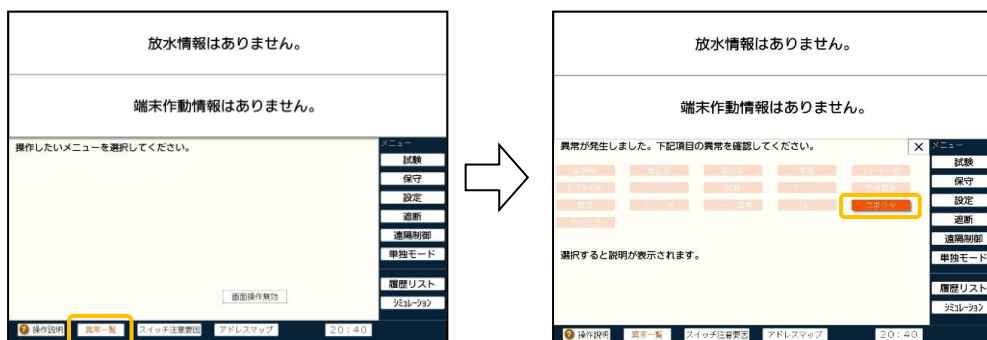 放水情報はありません。
端末作動情報はありません。
操作したいメニューを選択してください。
メニュー
試験
保守
設定
遮断
遠隔制御
単独モード
履歴リスト
ｼﾐｭﾚｰｼｮﾝ
画面操作無効
? 操作説明
異常一覧
スイッチ注意要因
アドレスマップ
20:40
放水情報はありません。
端末作動情報はありません。
異常が発生しました。下記項目の異常を確認してください。
×
コネクタ
選択すると説明が表示されます。
メニュー
試験
保守
設定
遮断
遠隔制御
単独モード
履歴リスト
ｼﾐｭﾚｰｼｮﾝ
? 操作説明
異常一覧
スイッチ注意要因
アドレスマップ
20:40